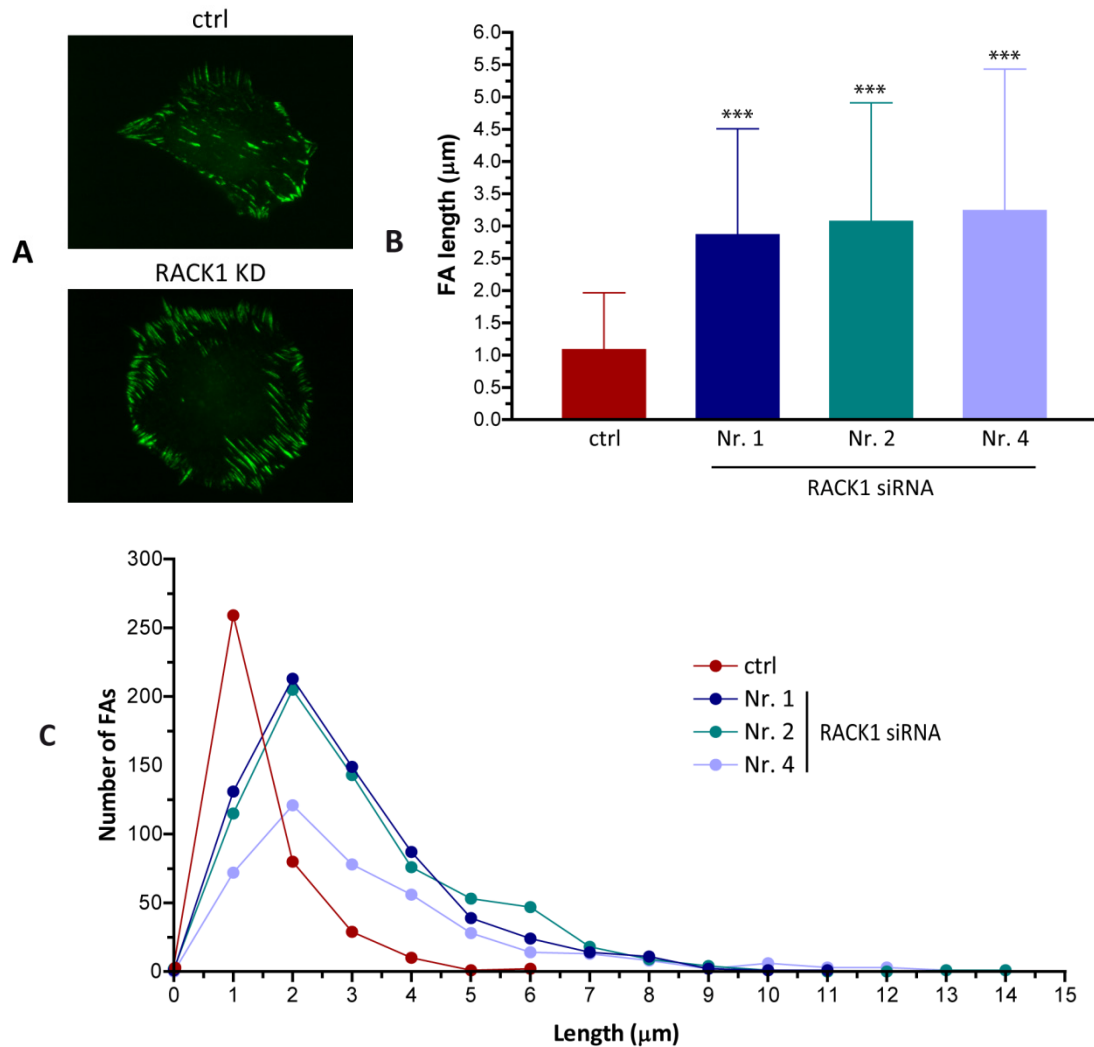 ctrl
A
RACK1 KD
B
FA length (μm)
6.0
5.5
5.0
4.5
4.0
3.5
3.0
2.5
2.0
1.5
1.0
0.5
0.0
***
***
***
ctrl Nr. 1 Nr. 2 Nr. 4
RACK1 siRNA
C
Number of FAs
300
250
200
150
100
50
0
0 1 2 3 4 5 6 7 8 9 10 11 12 13 14 15
Length (μm)
ctrl
Nr. 1
Nr. 2
Nr. 4
RACK1 siRNA